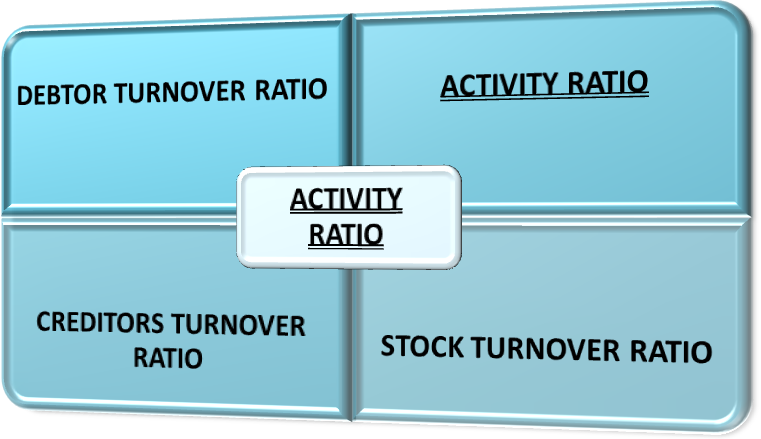 DEBTOR TURNOVER RATIO
ACTIVITY RATIO
ACTIVITY
RATIO
CREDITORS TURNOVER
RATIO
STOCK TURNOVER RATIO